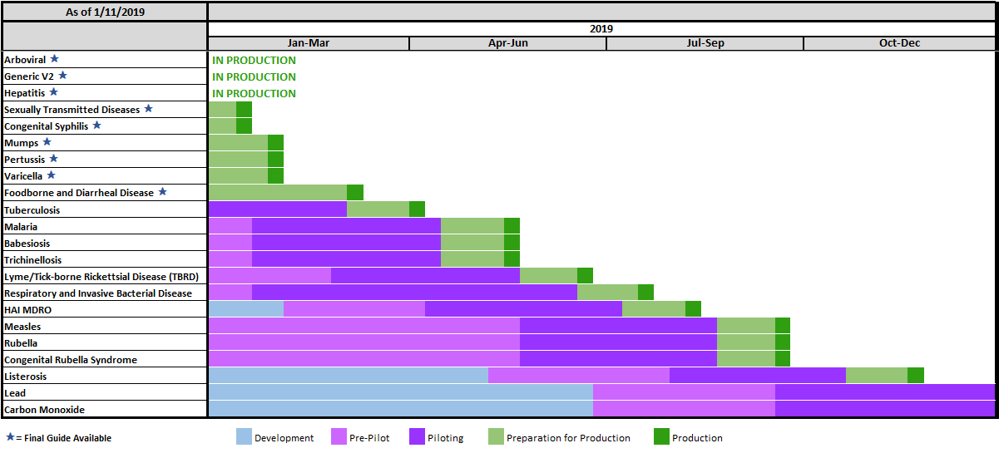 As of 1/11/2019
2019
Jan-Mar Apr-Jun Jul-Sep Oct-Dec
Arboviral ★ IN PRODUCTION
Generic V2 ★ IN PRODUCTION
Hepatitis ★ IN PRODUCTION
Sexually Transmitted Diseases ★
Congenital Syphilis ★
Mumps ★
Pertussis ★
Varicella ★
Foodborne and Diarrheal Disease ★
Tuberculosis
Malaria
Babesiosis
Trichinellosis
Lyme/Tick-borne Rickettsial Disease (TBRD)
Respiratory and Invasive Bacterial Disease
HAI MDRO
Measles
Rubella
Congenital Rubella Syndrome
Listerosis
Lead
Carbon Monoxide
★= Final Guide Available Development Pre-Pilot Piloting Preparation for Production Production